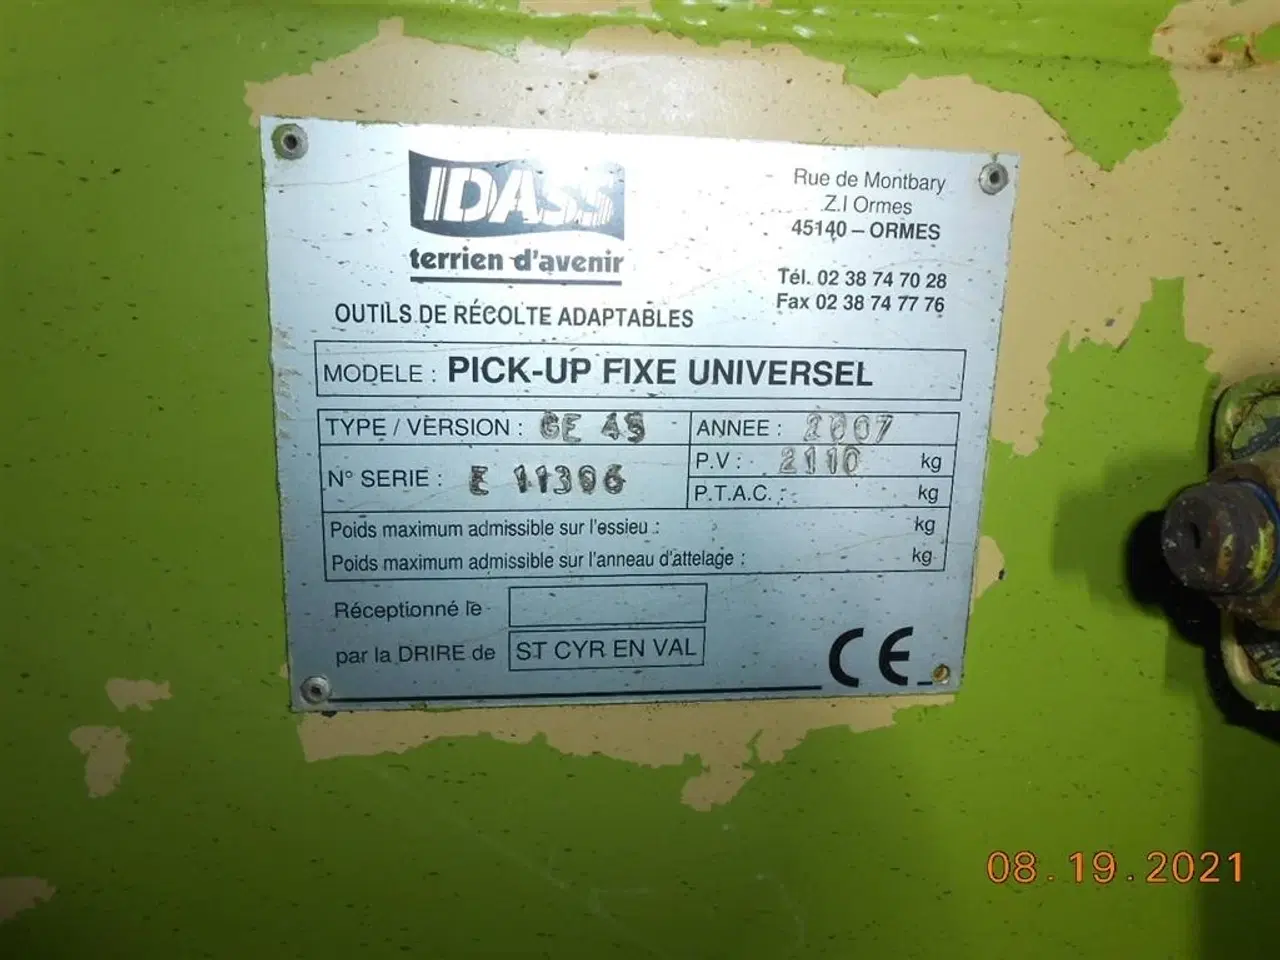 IDASS
terrien d'avenir
OUTILS DE RÉCOLTE ADAPTABLES
Rue de Montbary
Z.I Ormes
45140 – ORMES
Tél. 02 38 74 70 28
Fax 02 38 74 77 76
MODELE : PICK-UP FIXE UNIVERSEL
TYPE / VERSION :
N° SERIE : E 11306
ANNEE : 2007
P.V : 2110 kg
P.T.A.C. : kg
Poids maximum admissible sur l'essieu : kg
Poids maximum admissible sur l'anneau d'attelage : kg
Réceptionné le
par la DRIRE de ST CYR EN VAL
CE
08.19.2021